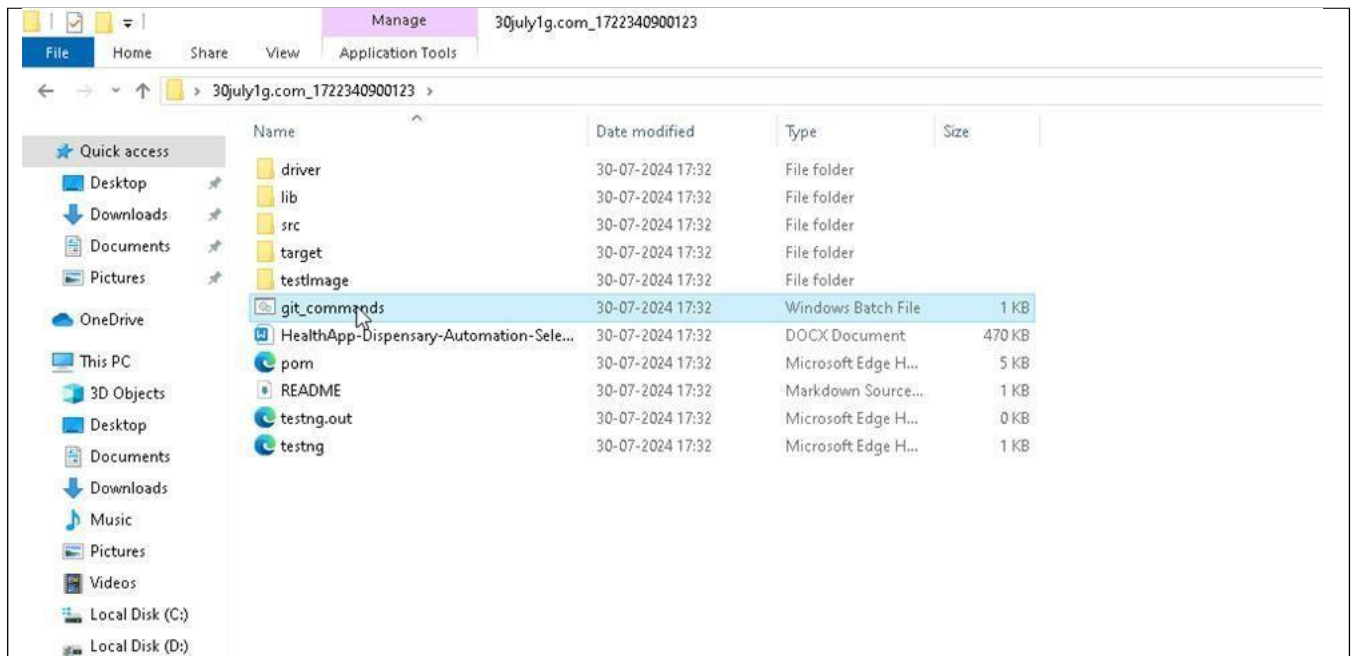 Manage 30july1g.com_1722340900123
File Home Share View Application Tools
30july1g.com_1722340900123
Name Date modified Type Size
Quick access
Desktop
Downloads
Documents
Pictures
OneDrive
This PC
3D Objects
Desktop
Documents
Downloads
Music
Pictures
Videos
Local Disk (C:)
Local Disk (D:)
driver 30-07-2024 17:32 File folder
lib 30-07-2024 17:32 File folder
src 30-07-2024 17:32 File folder
target 30-07-2024 17:32 File folder
testImage 30-07-2024 17:32 File folder
git_commands 30-07-2024 17:32 Windows Batch File 1 KB
HealthApp-Dispensary-Automation-Sele... 30-07-2024 17:32 DOCX Document 470 KB
pom 30-07-2024 17:32 Microsoft Edge H... 5 KB
README 30-07-2024 17:32 Markdown Source... 1 KB
testng.out 30-07-2024 17:32 Microsoft Edge H... 0 KB
testng 30-07-2024 17:32 Microsoft Edge H... 1 KB